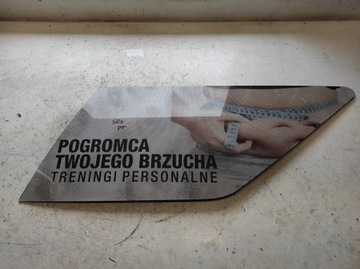 POGROMCA
TWOJEGO BRZUCHA
TRENINGI PERSONALNE